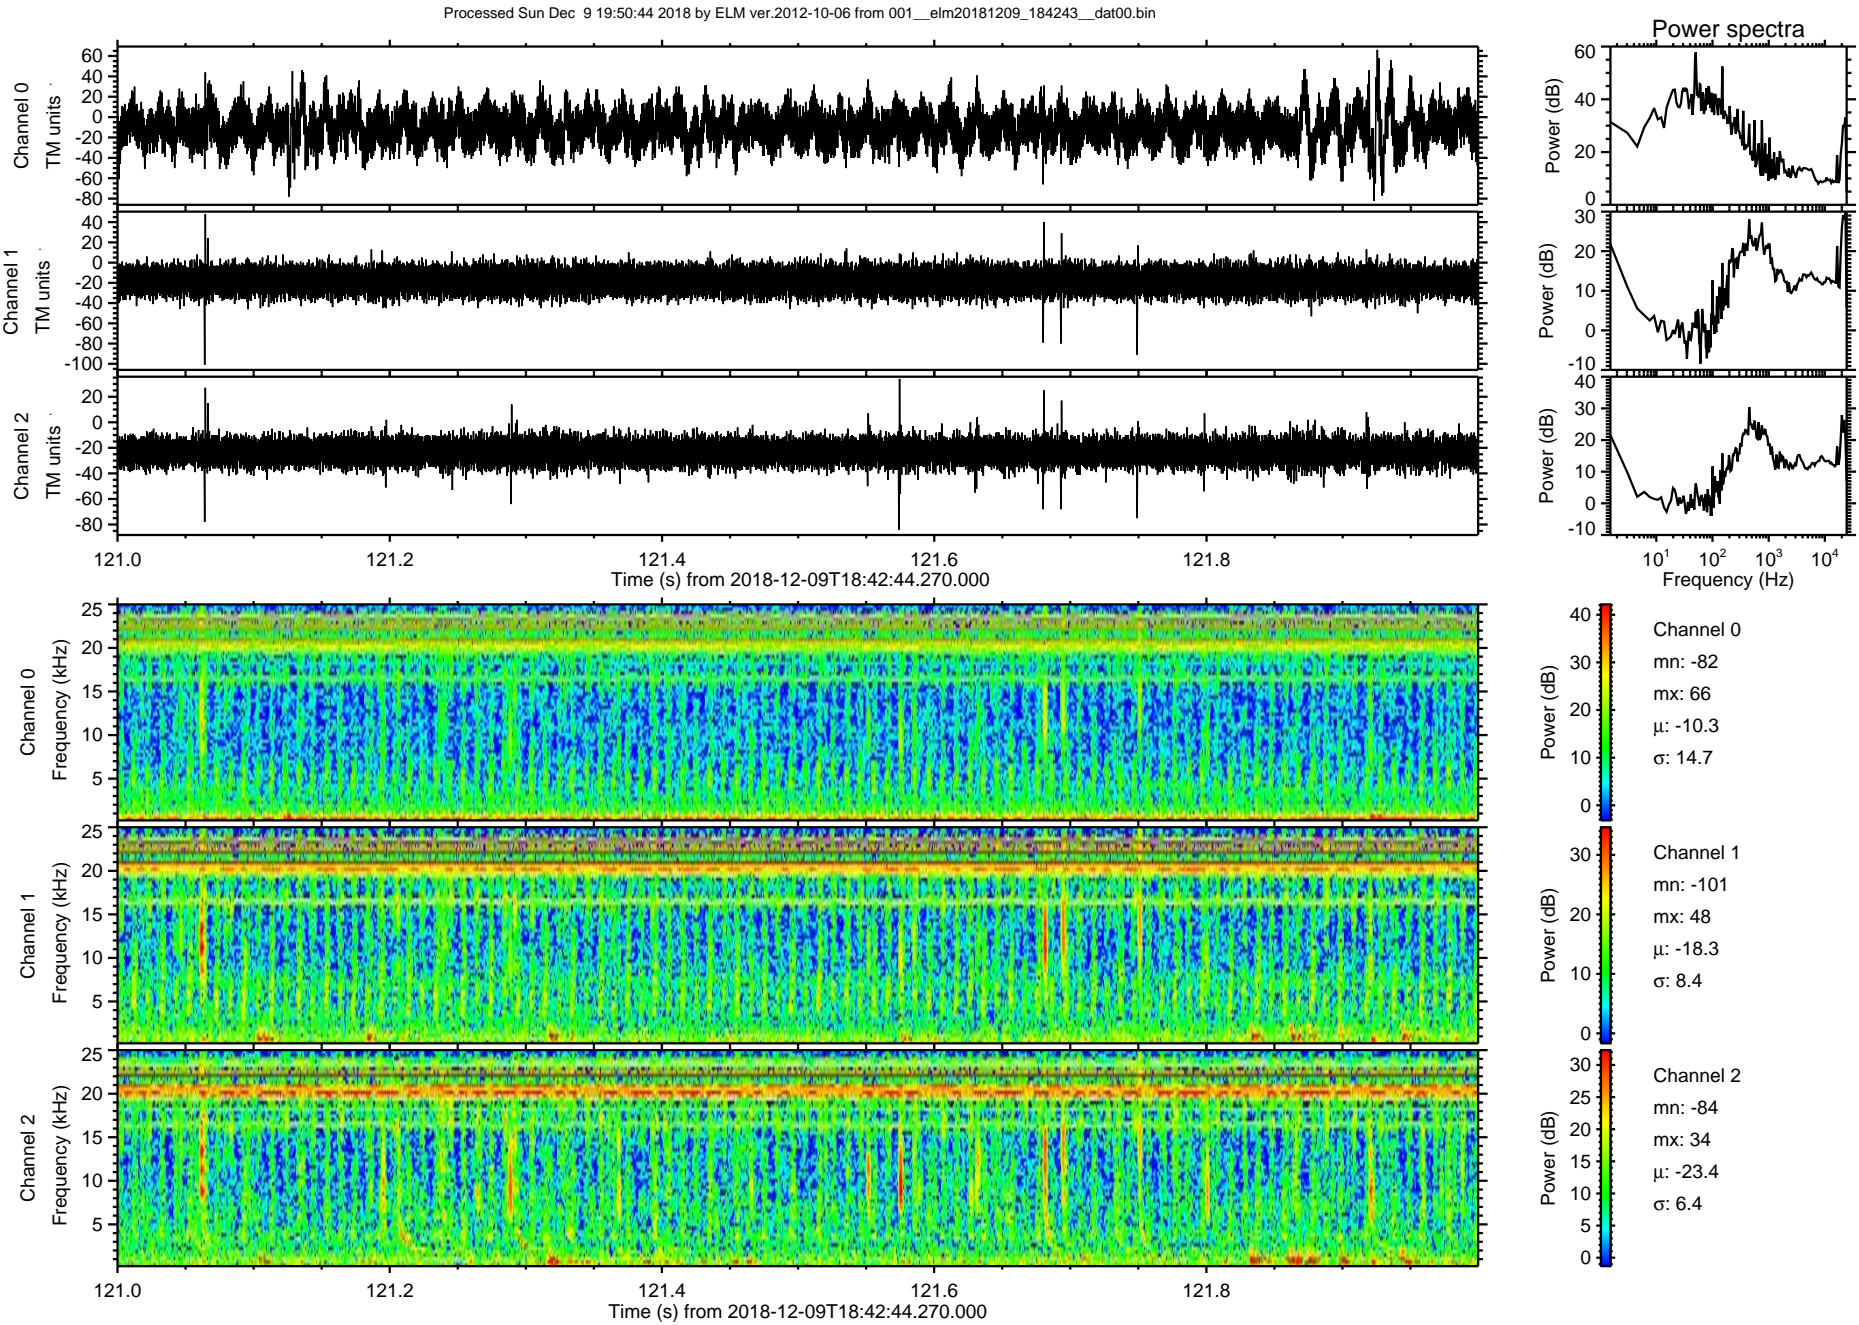 Processed Sun Dec  9 19:50:44 2018 by ELM ver.2012-10-06 from 001__elm20181209_184243__dat00.bin
Power spectra
Channel 0
TM units
60
40
20
0
-20
-40
-60
-80
Power (dB)
60
40
20
0
Channel 1
TM units
40
20
0
-20
-40
-60
-80
-100
Power (dB)
30
20
10
0
-10
Channel 2
TM units
20
0
-20
-40
-60
-80
Power (dB)
40
30
20
10
0
-10
121.0 121.2 121.4 121.6 121.8
Time (s) from 2018-12-09T18:42:44.270.000
10^1 10^2 10^3 10^4
Frequency (Hz)
Channel 0
Frequency (kHz)
25
20
15
10
5
Power (dB)
40
30
20
10
0
Channel 0
mn: -82
mx: 66
μ: -10.3
σ: 14.7
Channel 1
Frequency (kHz)
25
20
15
10
5
Power (dB)
30
20
10
0
Channel 1
mn: -101
mx: 48
μ: -18.3
σ: 8.4
Channel 2
Frequency (kHz)
25
20
15
10
5
Power (dB)
30
25
20
15
10
5
0
Channel 2
mn: -84
mx: 34
μ: -23.4
σ: 6.4
121.0 121.2 121.4 121.6 121.8
Time (s) from 2018-12-09T18:42:44.270.000